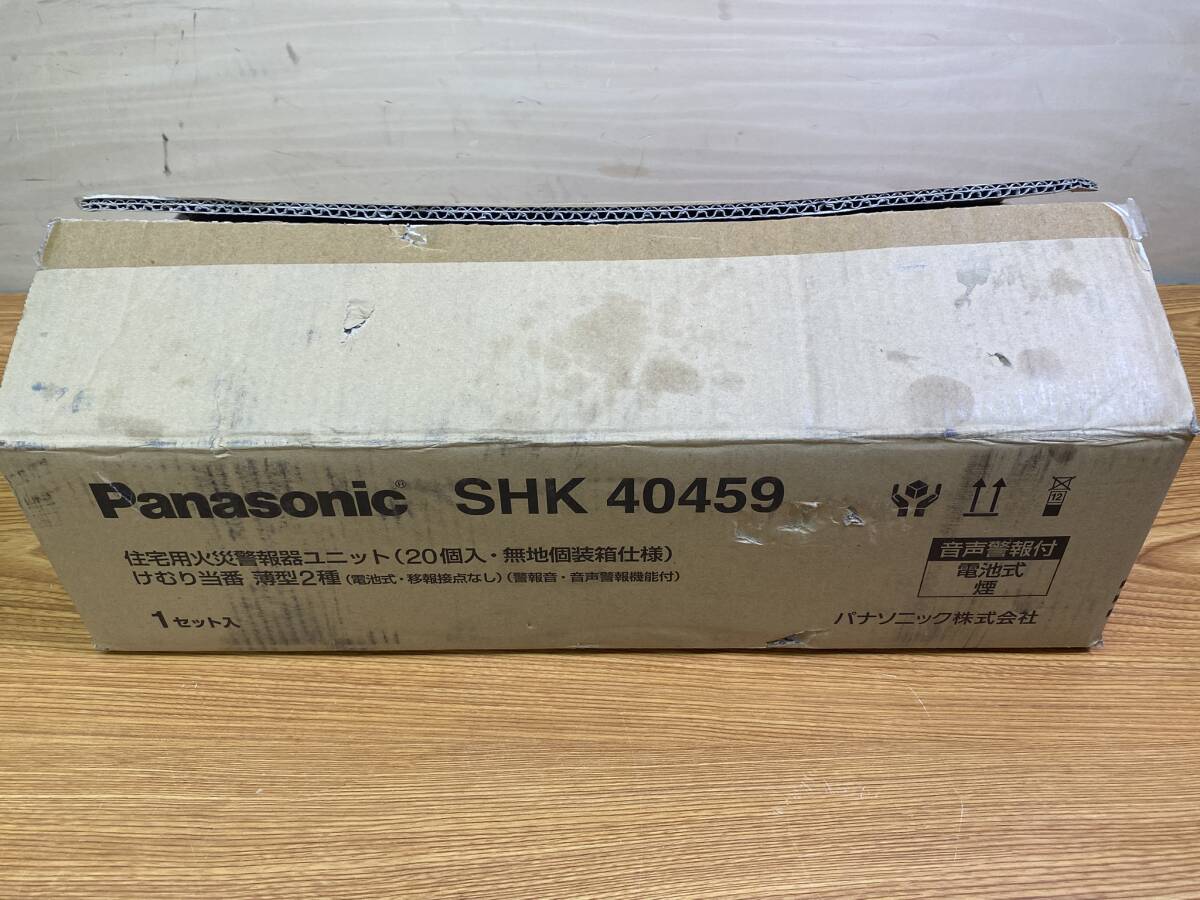 Panasonic® SHK 40459
12
住宅用火災警報器ユニット(20個入・無地個装箱仕様)
けむり当番 薄型2種(電池式・移報接点なし)(警報音・音声警報機能付)
1セット入
音声警報付
電池式
煙
パナソニック株式会社